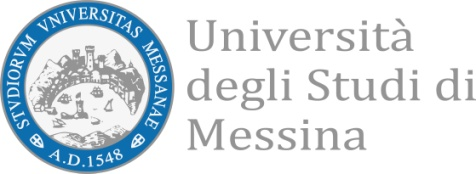 STVDIORVM VNIVERSITAS MESSANAE
A.D.1548
Università
degli Studi di
Messina